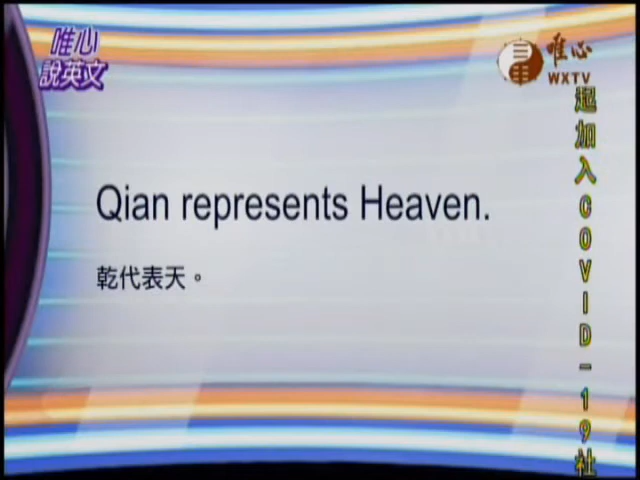 唯心
說英文
唯心
WXTV
Qian represents Heaven.
乾代表天。
起加入COVID-19社